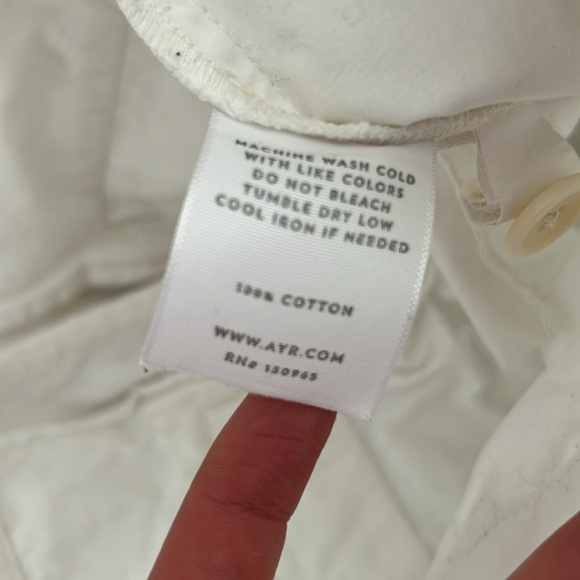 MACHINE WASH COLD
WITH LIKE COLORS
DO NOT BLEACH
TUMBLE DRY LOW
COOL IRON IF NEEDED
100% COTTON
WWW.AYR.COM
RN# 150965